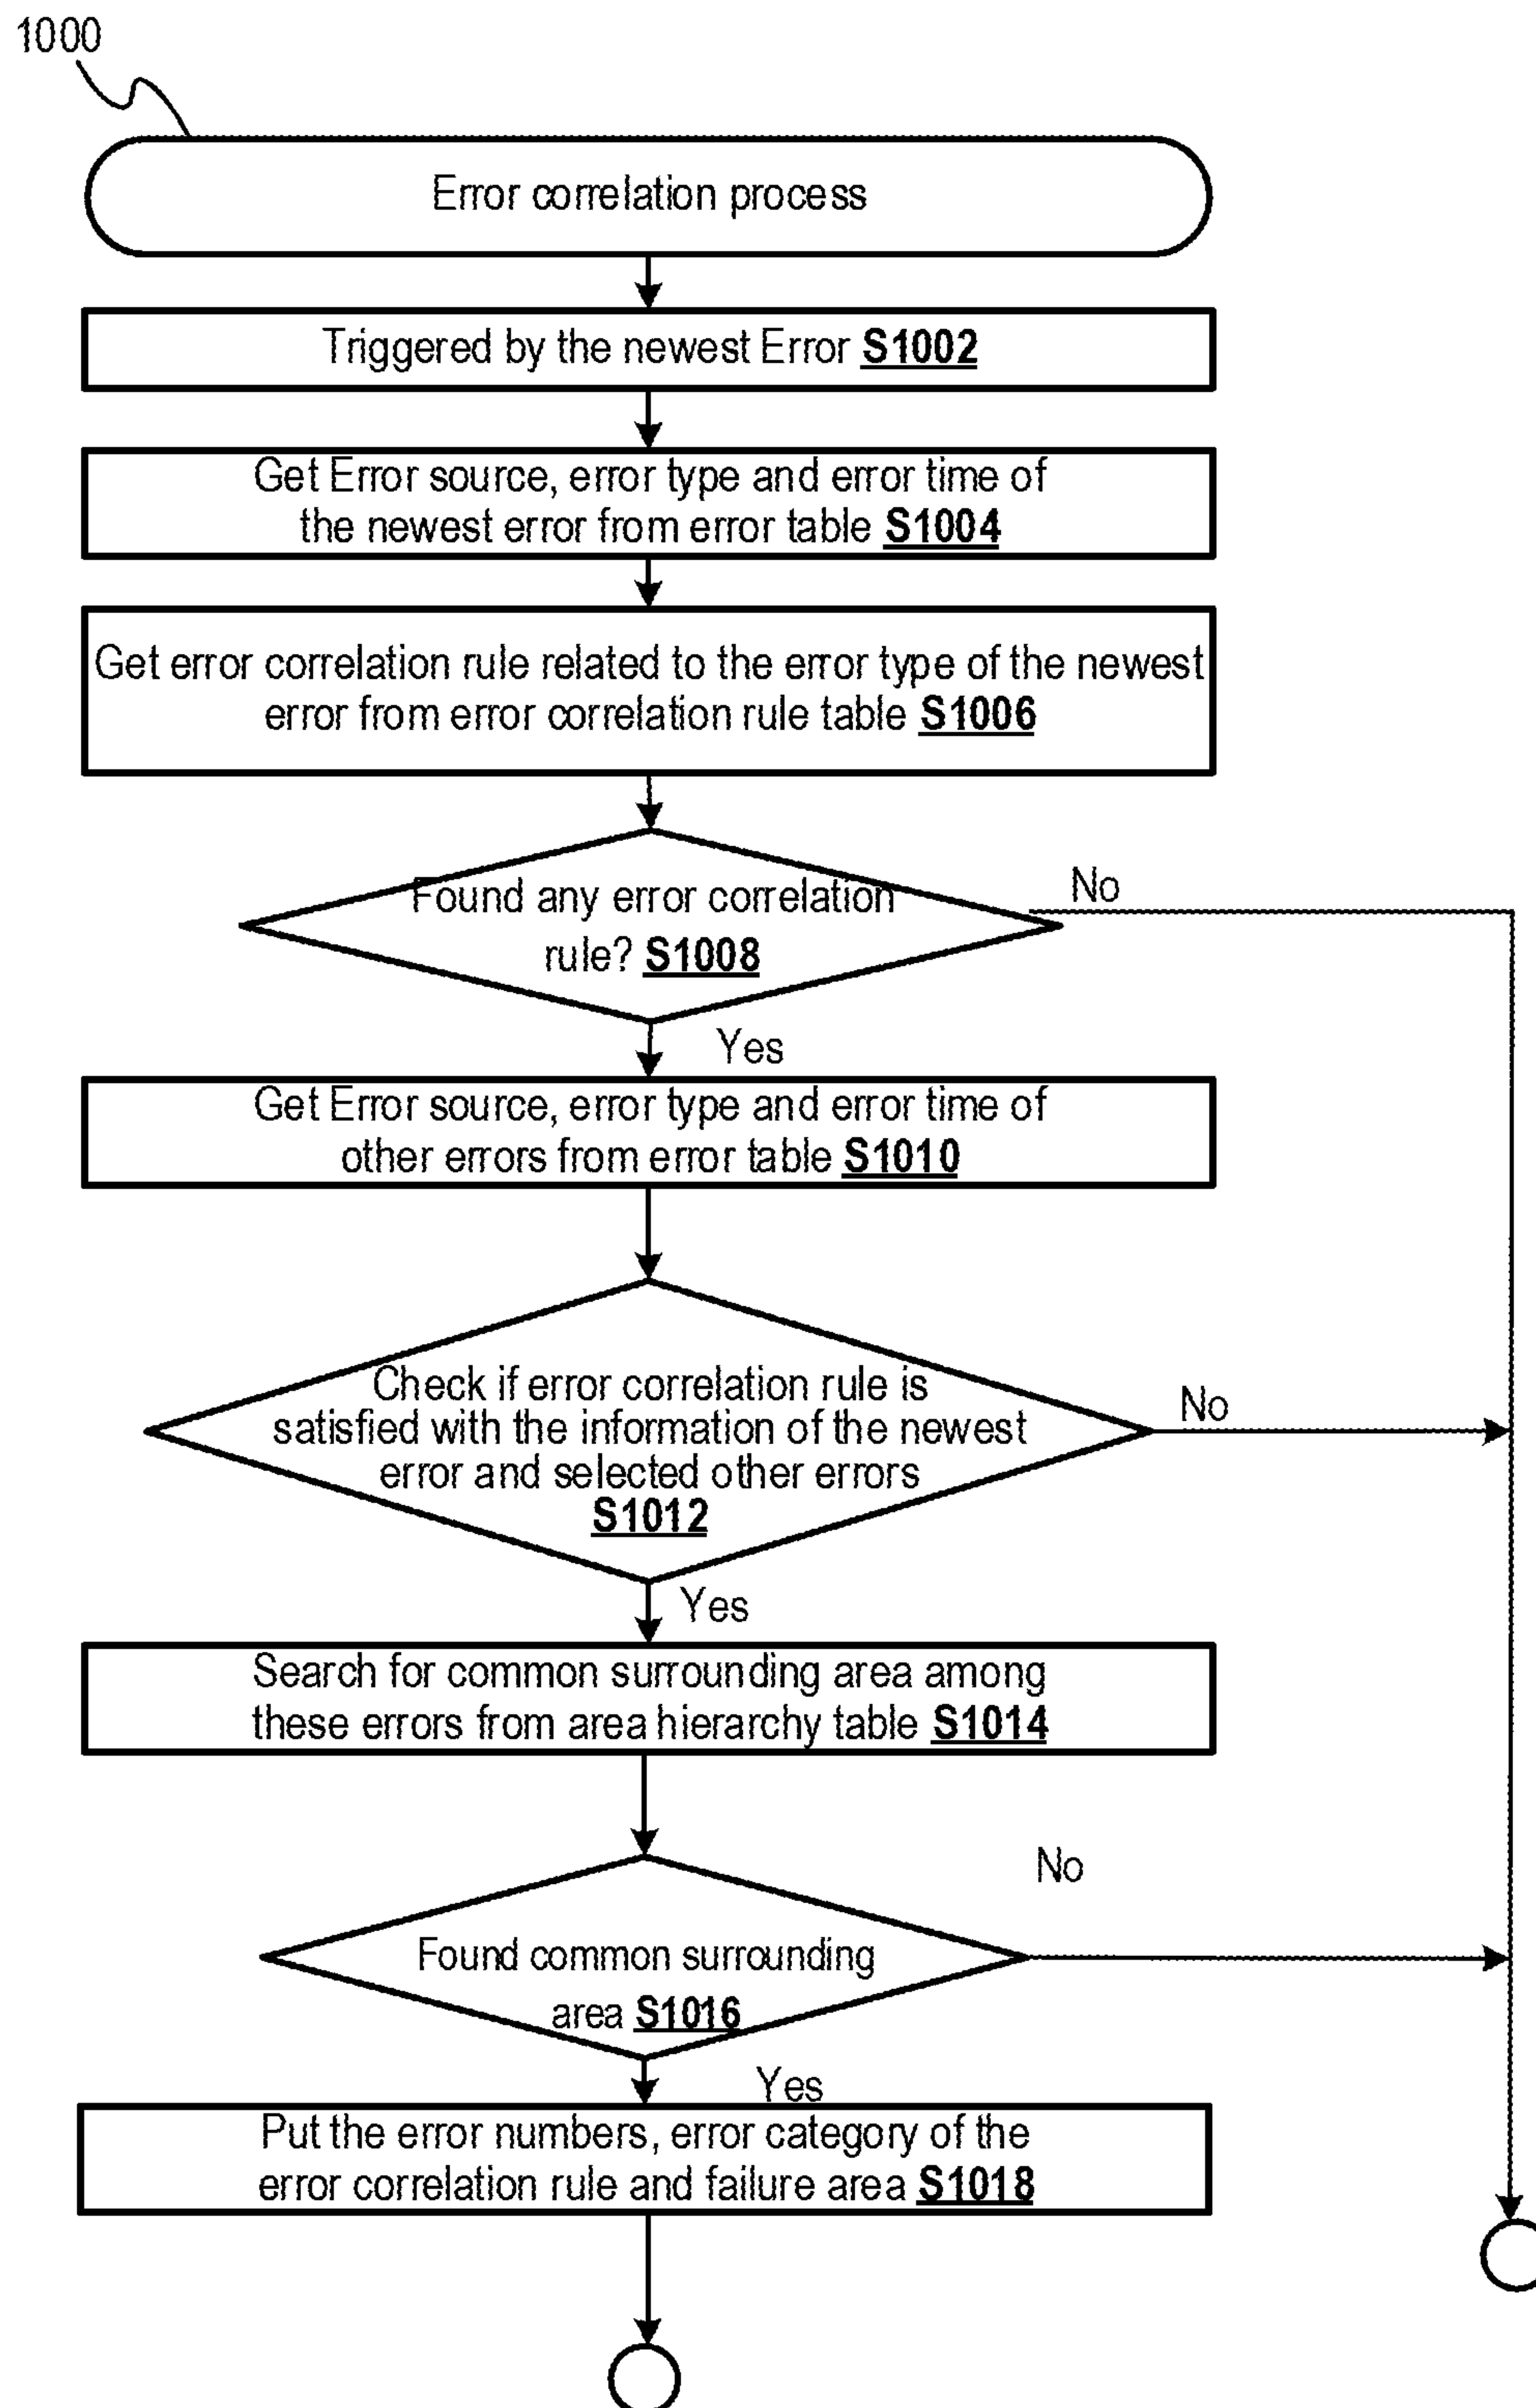 1000
Error correlation process
Triggered by the newest Error S1002
Get Error source, error type and error time of
the newest error from error table S1004
Get error correlation rule related to the error type of the newest
error from error correlation rule table S1006
Found any error correlation
rule? S1008
No
Yes
Get Error source, error type and error time of
other errors from error table S1010
Check if error correlation rule is
satisfied with the information of the newest
error and selected other errors
S1012
No
Yes
Search for common surrounding area among
these errors from area hierarchy table S1014
No
Found common surrounding
area S1016
Yes
Put the error numbers, error category of the
error correlation rule and failure area S1018